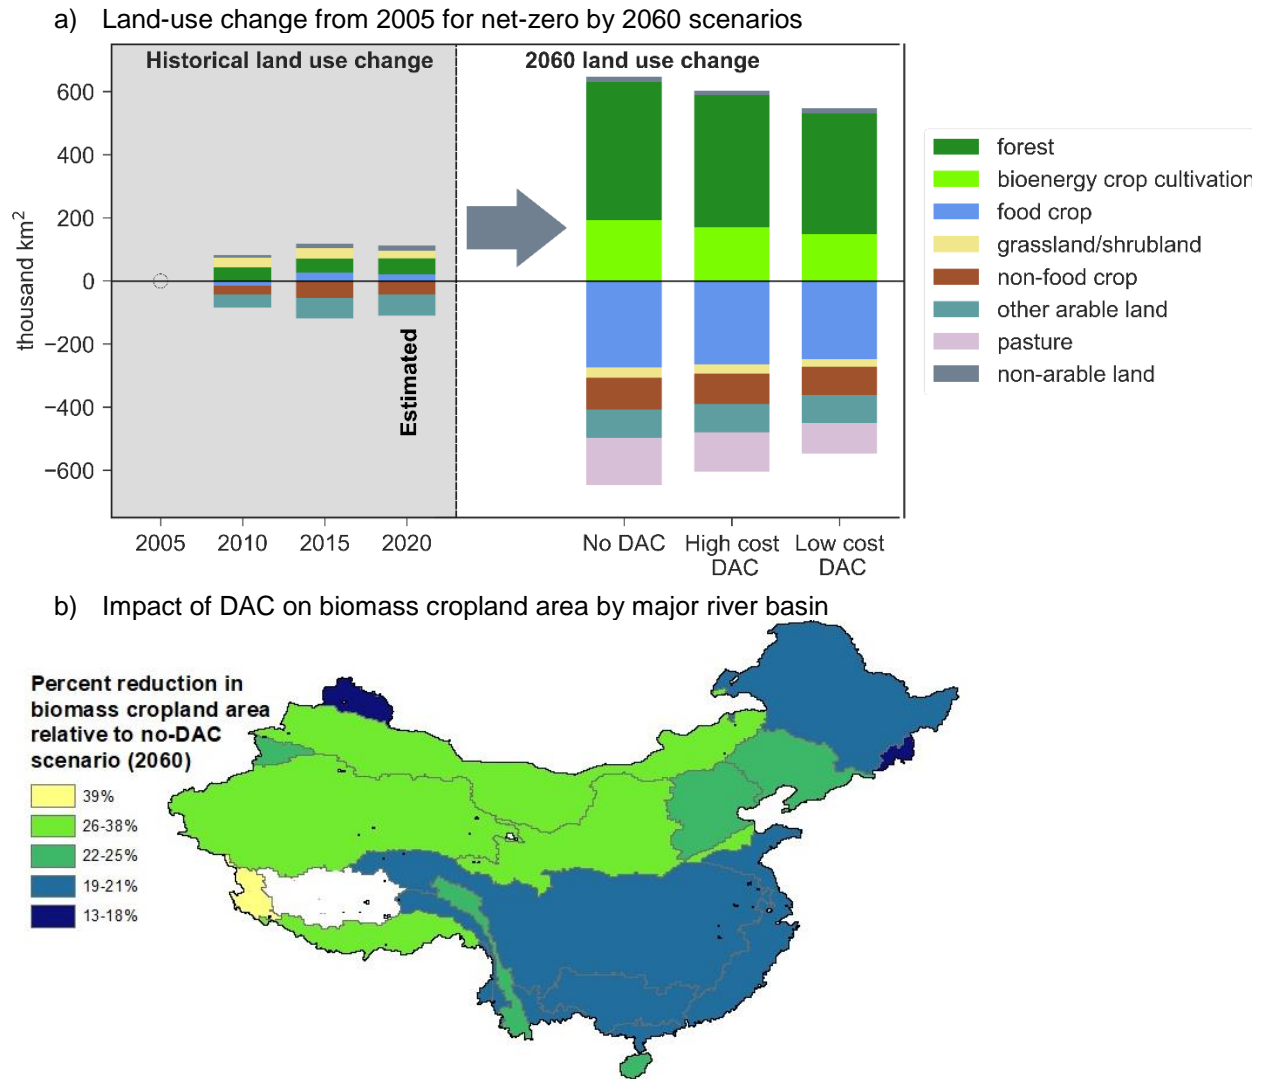 a) Land-use change from 2005 for net-zero by 2060 scenarios
Historical land use change
2060 land use change
thousand km²
600
400
200
0
−200
−400
−600
Estimated
2005
2010
2015
2020
No DAC
High cost
DAC
Low cost
DAC
forest
bioenergy crop cultivation
food crop
grassland/shrubland
non-food crop
other arable land
pasture
non-arable land
b) Impact of DAC on biomass cropland area by major river basin
Percent reduction in
biomass cropland area
relative to no-DAC
scenario (2060)
39%
26-38%
22-25%
19-21%
13-18%